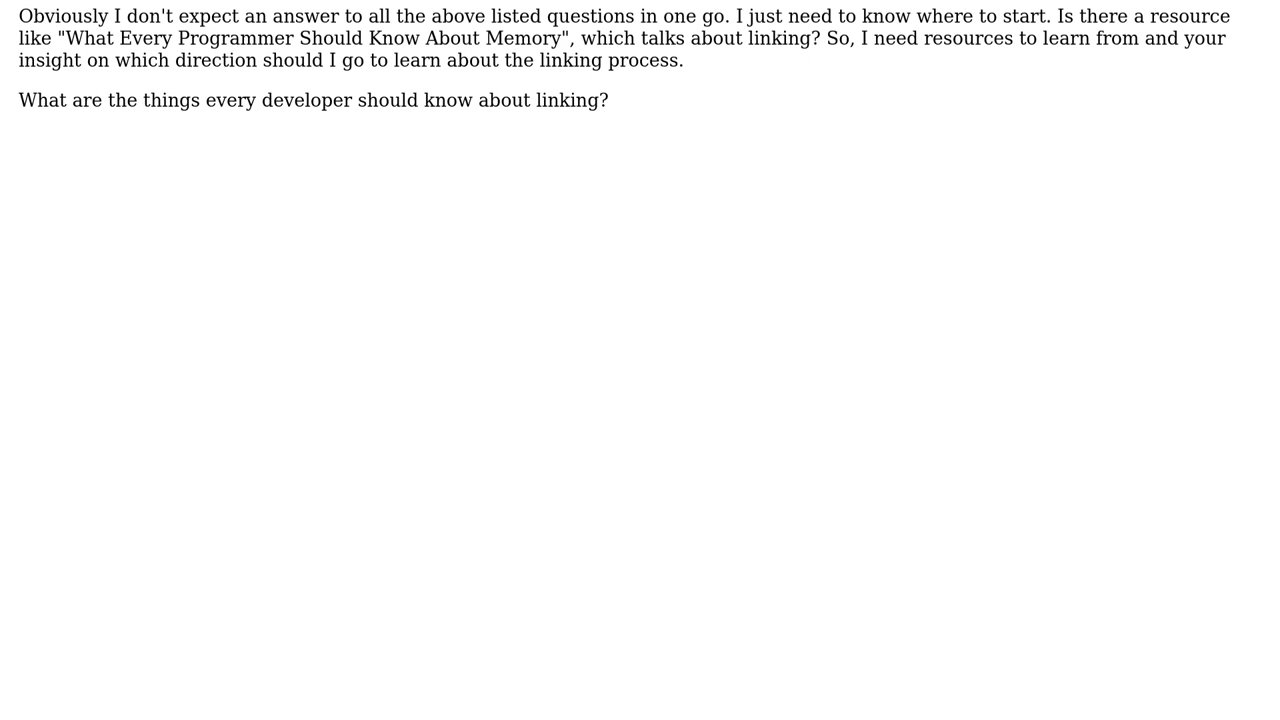 Obviously I don't expect an answer to all the above listed questions in one go. I just need to know where to start. Is there a resource
like "What Every Programmer Should Know About Memory", which talks about linking? So, I need resources to learn from and your
insight on which direction should I go to learn about the linking process.
What are the things every developer should know about linking?